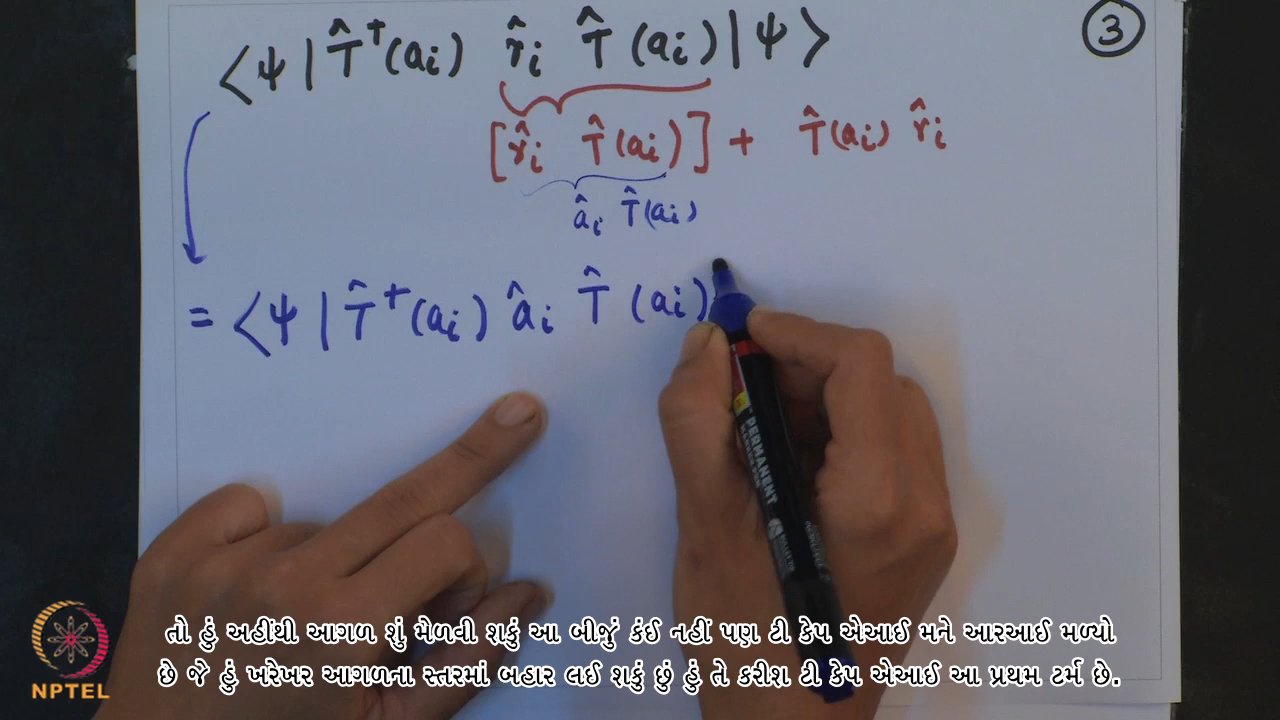 ③
⟨ψ|T̂†(aᵢ) r̂ᵢ T̂(aᵢ)|ψ⟩
[r̂ᵢ T̂(aᵢ)] + T̂(aᵢ) r̂ᵢ
âᵢ T̂(aᵢ)
= ⟨ψ|T̂†(aᵢ) âᵢ T̂(aᵢ)
PERMANENT
તો હું અહીંથી આગળ શું મેળવી શકું આ બીજું કંઈ નહીં પણ ટી કેપ એઆઈ મને આરઆઈ મળ્યો
છે જે હું ખરેખર આગળના સ્તરમાં બહાર લઈ શકું છું હું તે કરીશ ટી કેપ એઆઈ આ પ્રથમ ટર્મ છે.
NPTEL